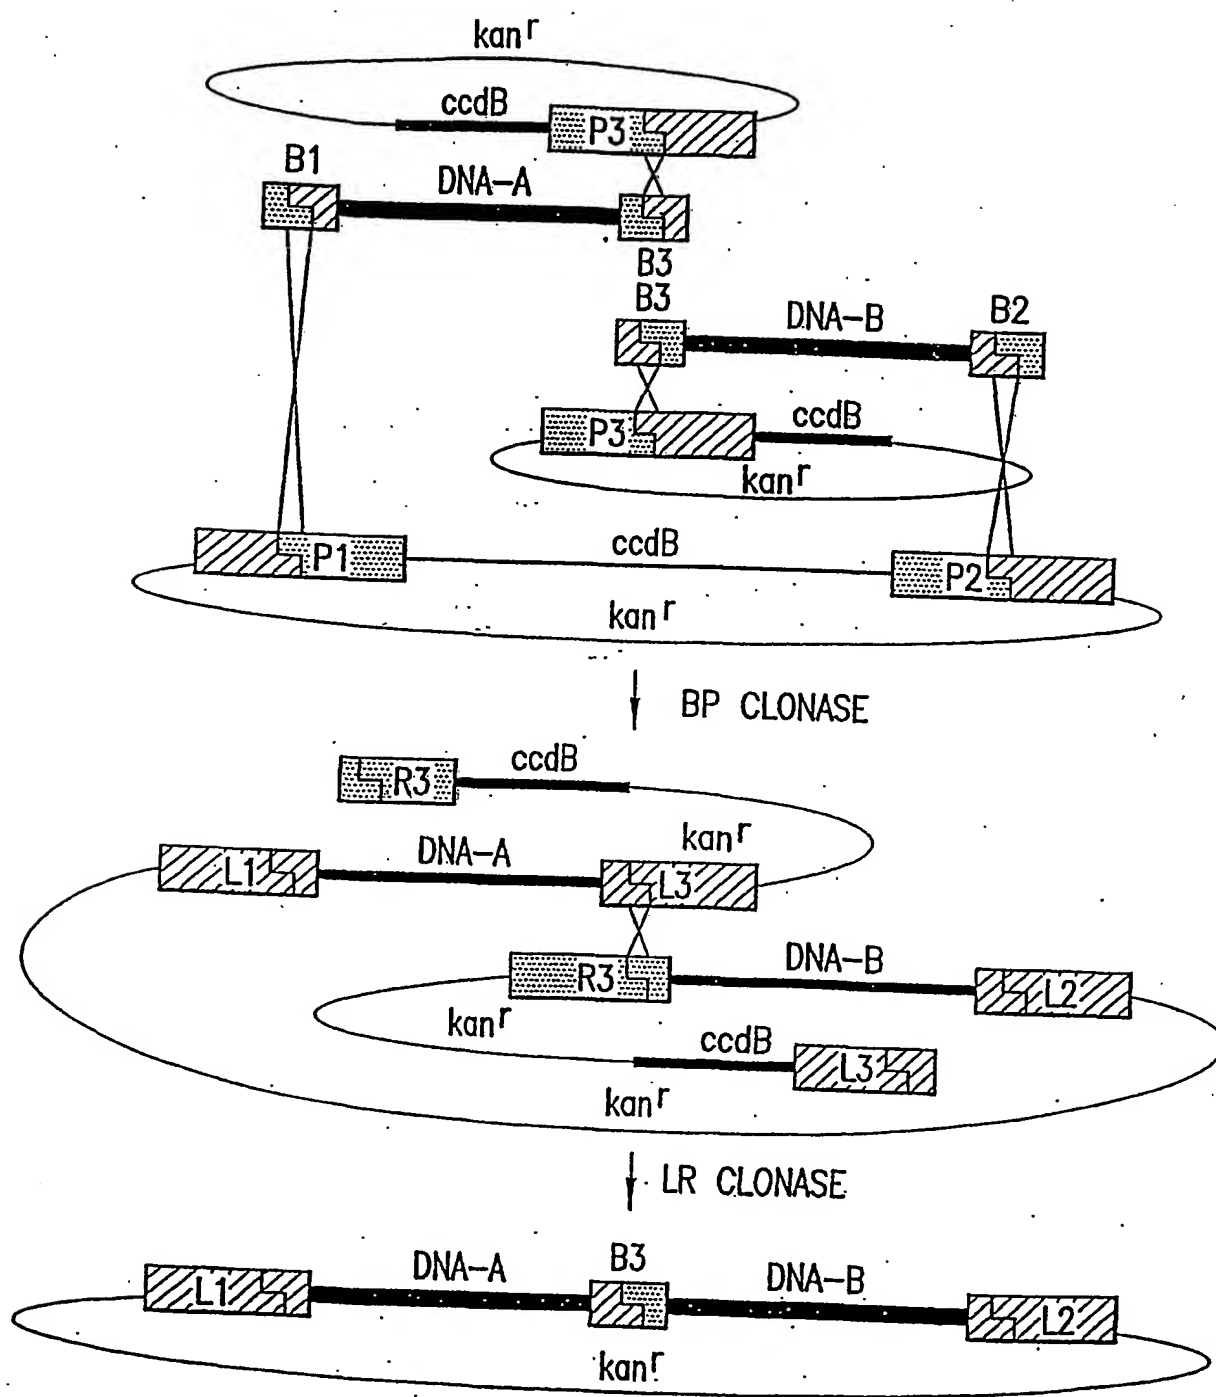 kanr
ccdB
P3
B1
DNA-A
B3
B3
DNA-B
B2
P3
ccdB
kanr
P1
ccdB
P2
kanr
BP CLONASE
R3
ccdB
kanr
L1
DNA-A
L3
R3
DNA-B
L2
kanr
ccdB
L3
kanr
LR CLONASE
L1
DNA-A
B3
DNA-B
L2
kanr